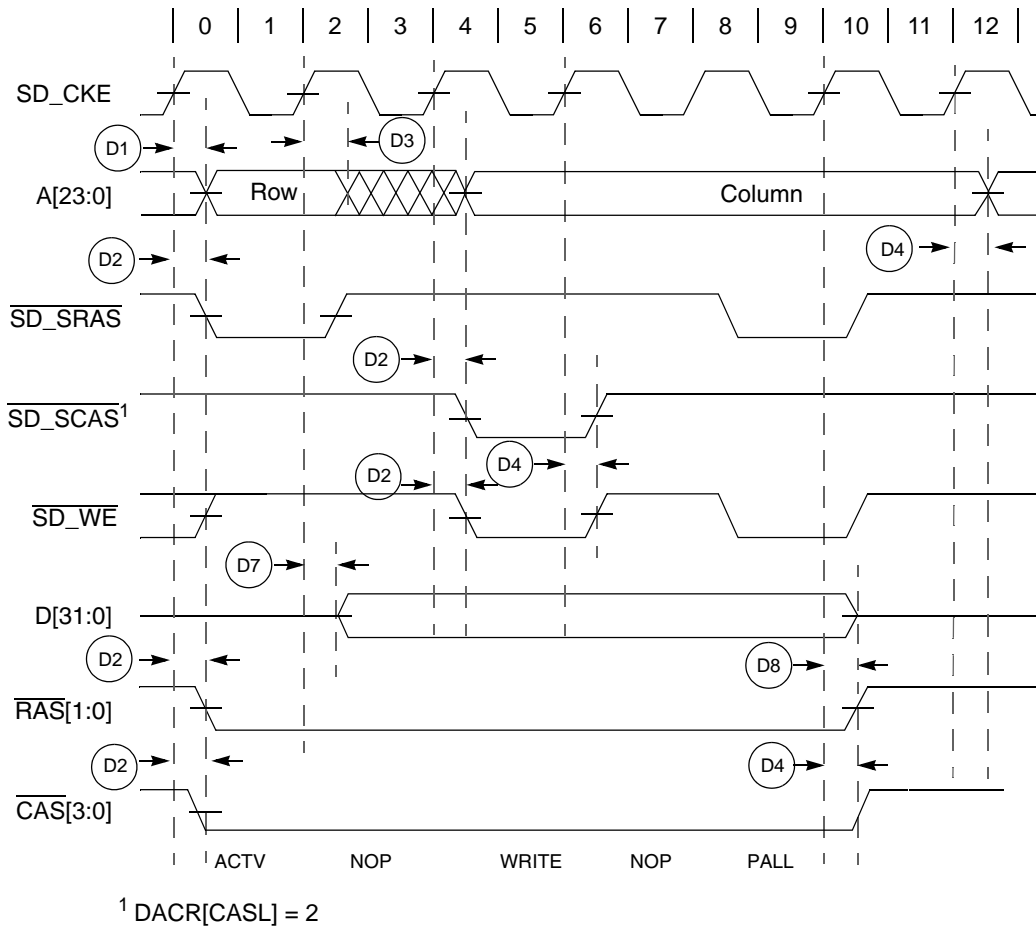 0 1 2 3 4 5 6 7 8 9 10 11 12
SD_CKE
D1
D3
A[23:0]
Row
Column
D2
D4
SD_SRAS
D2
SD_SCAS1
D2
D4
SD_WE
D7
D[31:0]
D2
D8
RAS[1:0]
D2
D4
CAS[3:0]
ACTV NOP WRITE NOP PALL
1 DACR[CASL] = 2